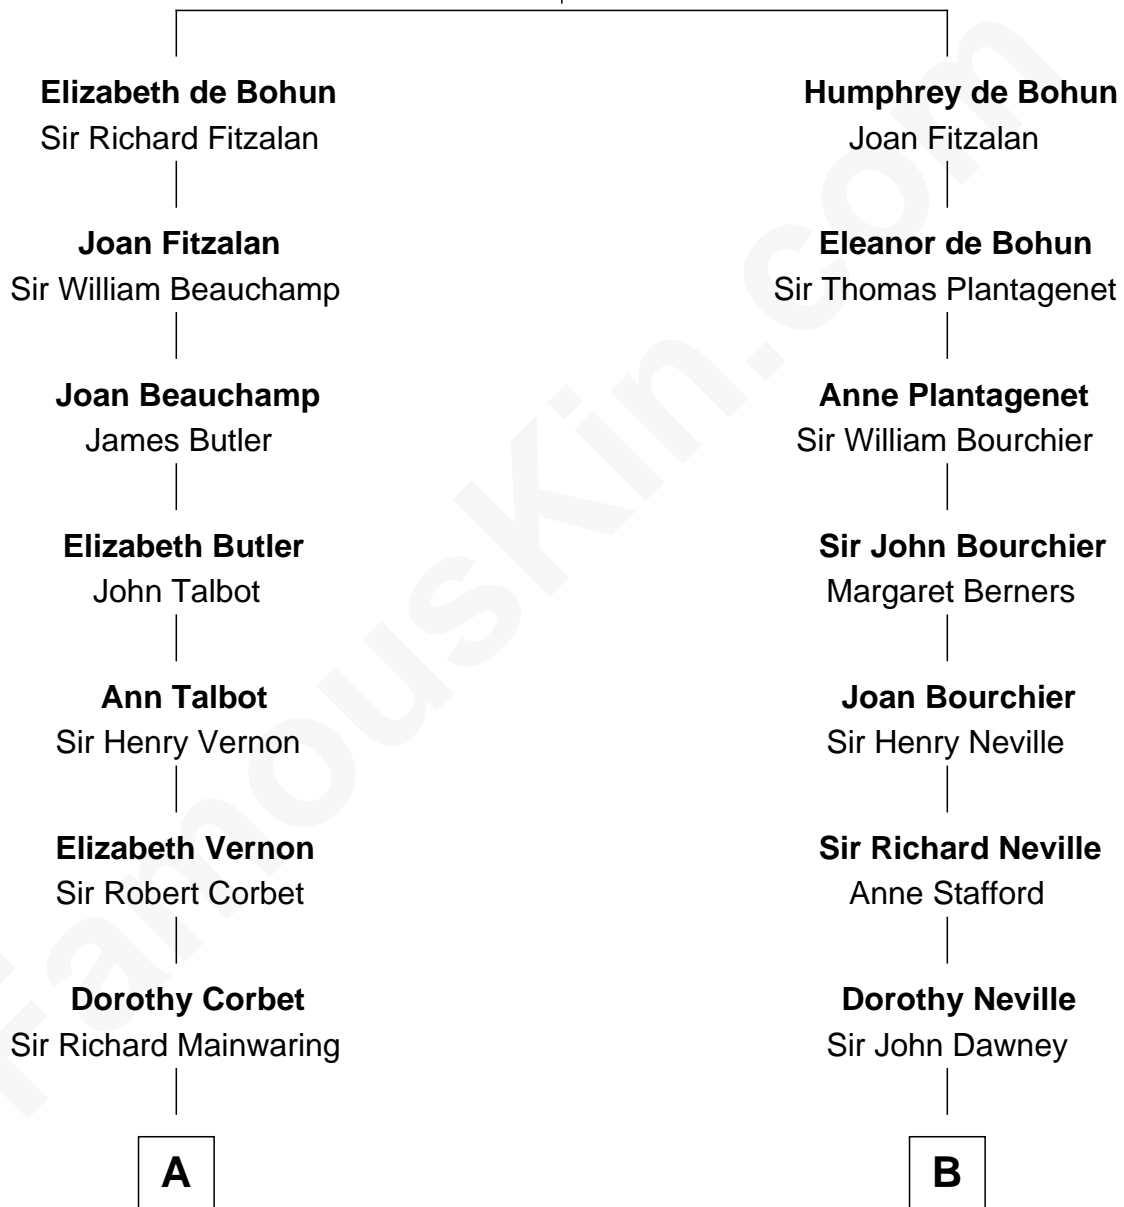 Elizabeth de Bohun
Sir Richard Fitzalan
Joan Fitzalan
Sir William Beauchamp
Joan Beauchamp
James Butler
Elizabeth Butler
John Talbot
Ann Talbot
Sir Henry Vernon
Elizabeth Vernon
Sir Robert Corbet
Dorothy Corbet
Sir Richard Mainwaring
A
Humphrey de Bohun
Joan Fitzalan
Eleanor de Bohun
Sir Thomas Plantagenet
Anne Plantagenet
Sir William Bourchier
Sir John Bourchier
Margaret Berners
Joan Bourchier
Sir Henry Neville
Sir Richard Neville
Anne Stafford
Dorothy Neville
Sir John Dawney
B
FamousKin.com